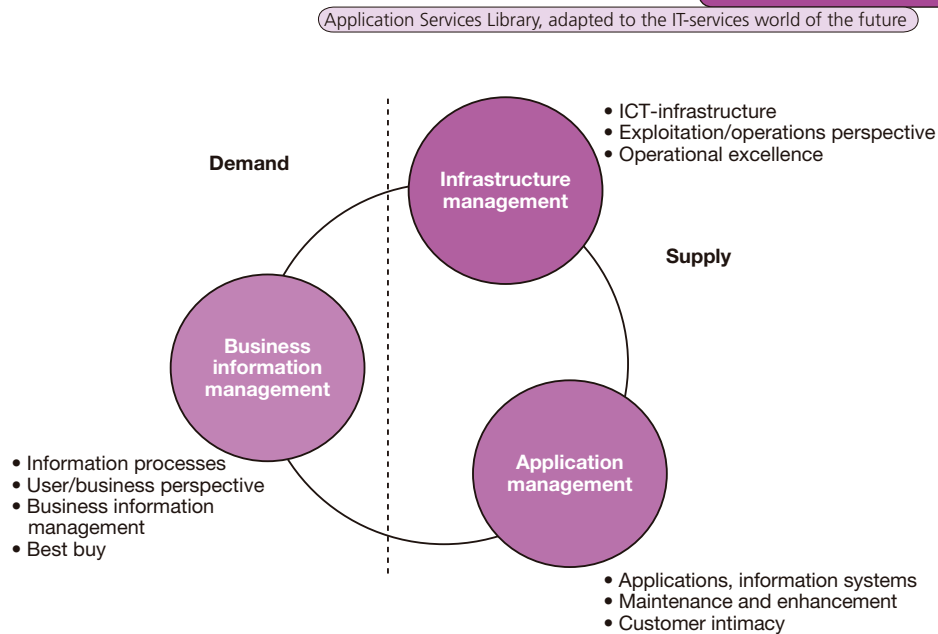 Application Services Library, adapted to the IT-services world of the future
• ICT-infrastructure
• Exploitation/operations perspective
• Operational excellence
Demand
Infrastructure
management
Supply
Business
information
management
Application
management
• Information processes
• User/business perspective
• Business information
management
• Best buy
• Applications, information systems
• Maintenance and enhancement
• Customer intimacy